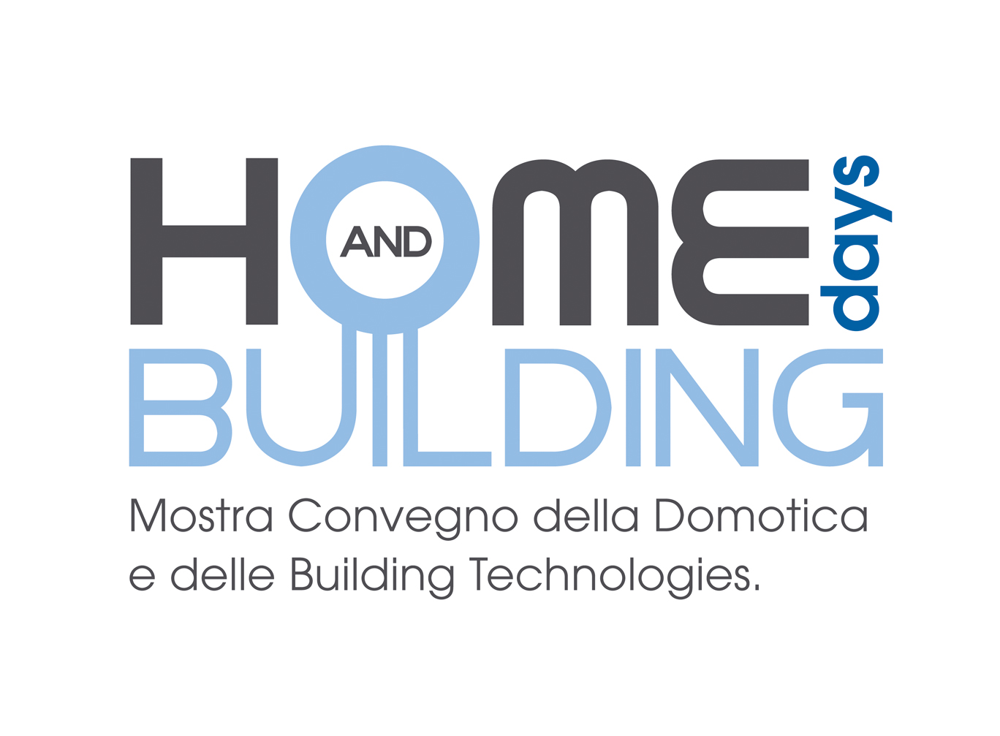 HOME
AND
days
BUILDING
Mostra Convegno della Domotica
e delle Building Technologies.